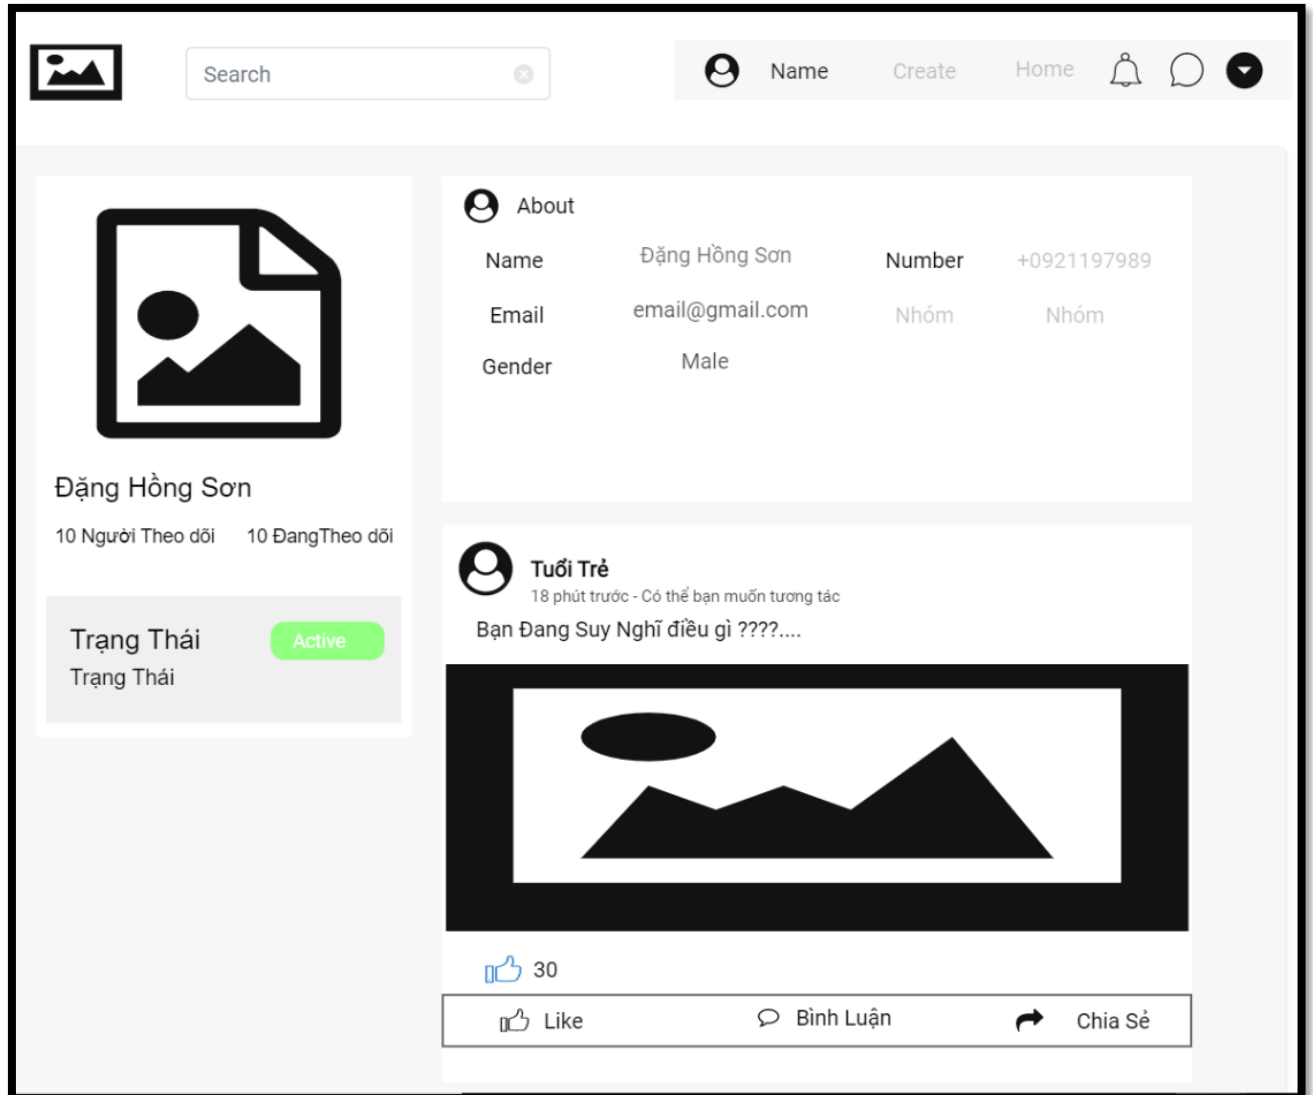 Search
Name Create Home
About
Name Đặng Hồng Sơn Number +0921197989
Email email@gmail.com Nhóm Nhóm
Gender Male
Đặng Hồng Sơn
10 Người Theo dõi 10 ĐangTheo dõi
Trạng Thái Active
Trạng Thái
Tuổi Trẻ
18 phút trước - Có thể bạn muốn tương tác
Bạn Đang Suy Nghĩ điều gì ????....
30
Like Bình Luận Chia Sẻ